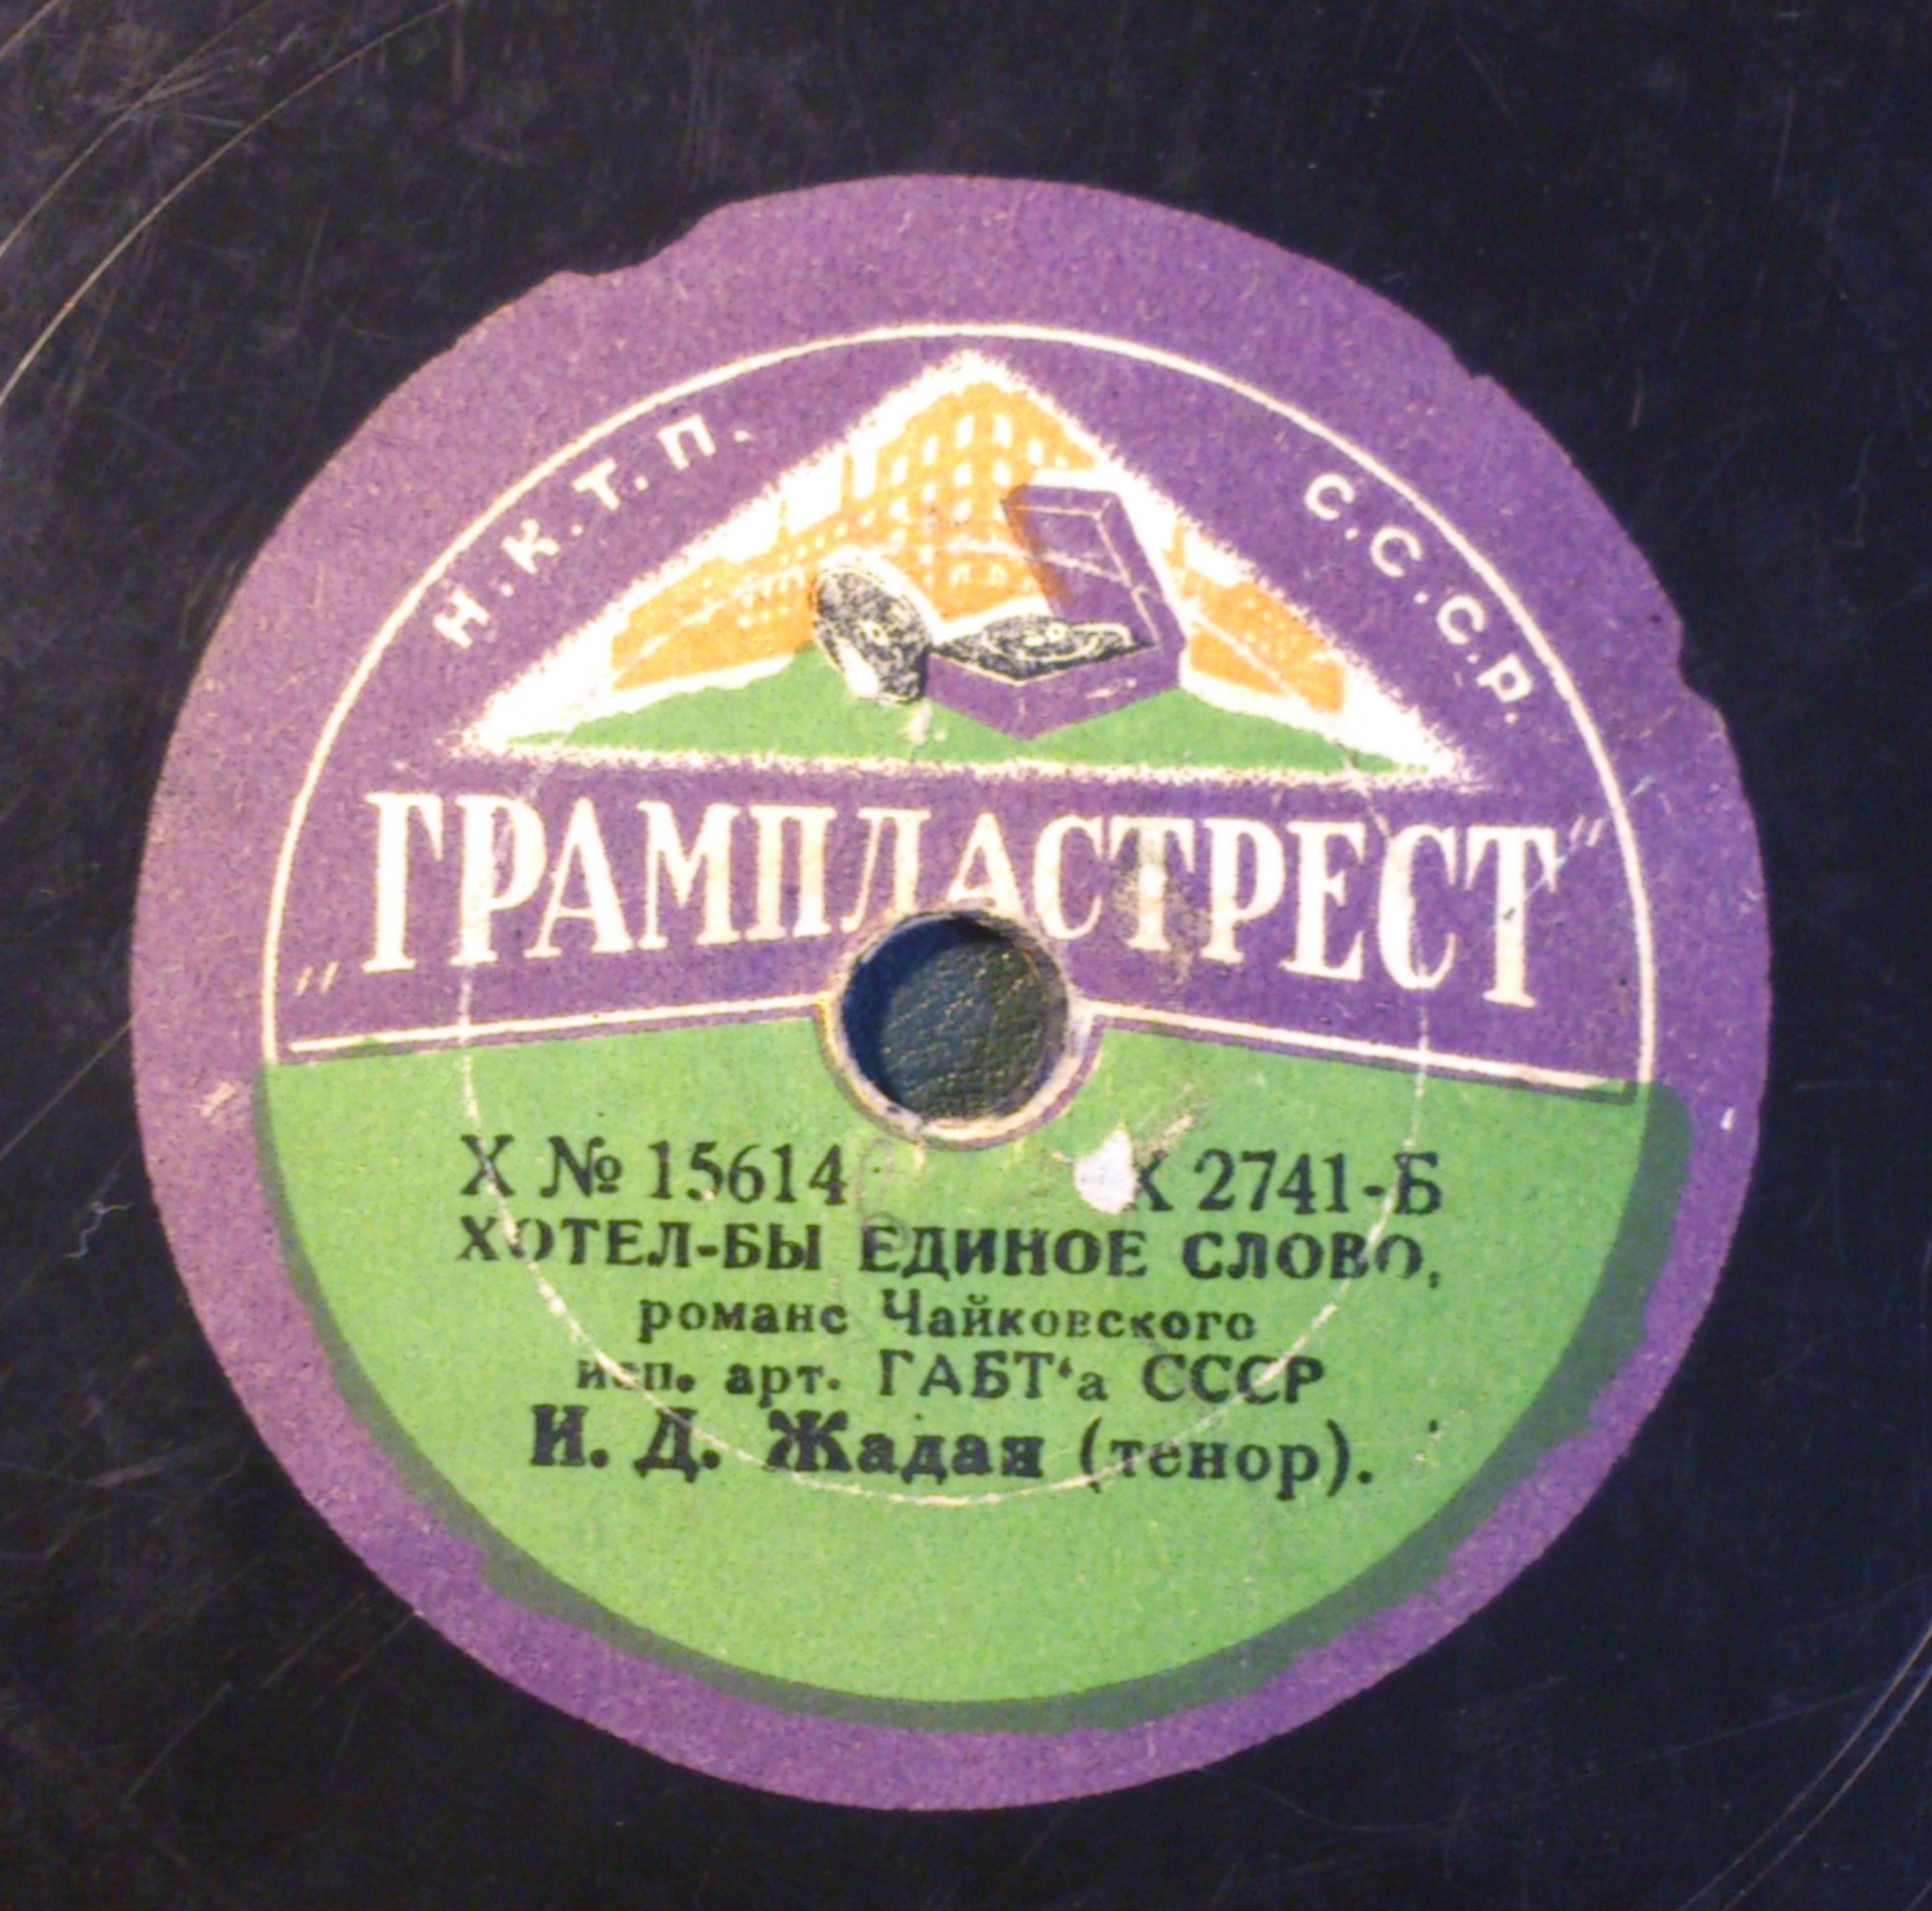 Н.К.Т.П. С.С.С.Р.
„ГРАМПЛАСТРЕСТ"
X № 15614 X 2741-Б
ХОТЕЛ-БЫ ЕДИНОЕ СЛОВО,
романс Чайковского
исп. арт. ГАБТ‘а СССР
И. Д. Жадан (тенор).